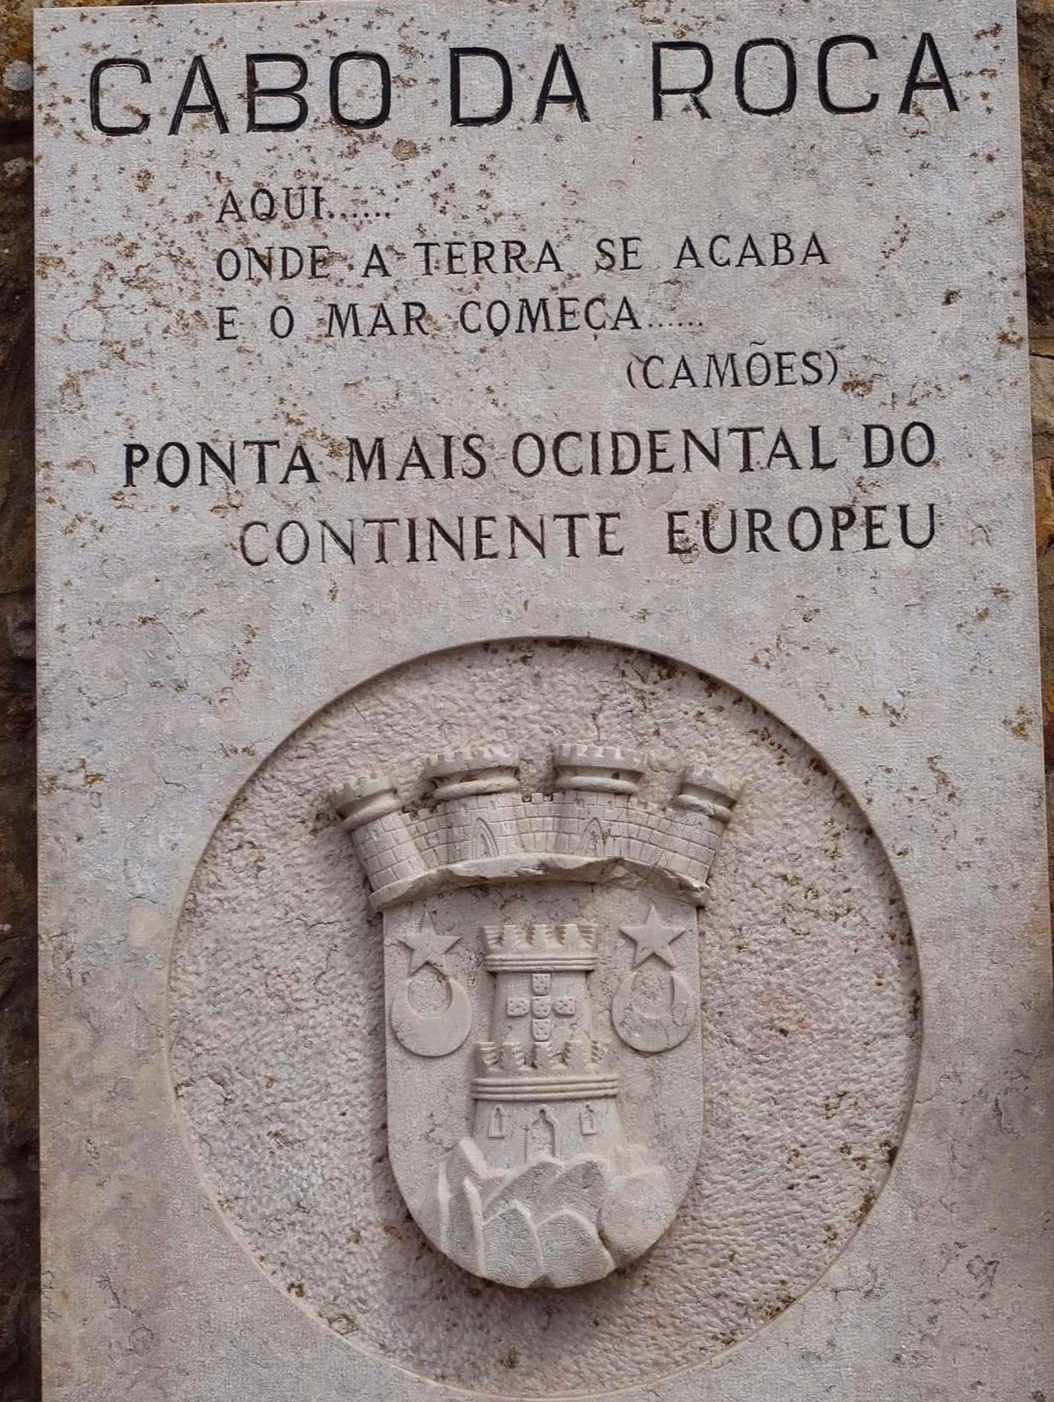 CABO DA ROCA
AQUI......
ONDE A TERRA SE ACABA
E O MAR COMEÇA......
(CAMÕES)
PONTA MAIS OCIDENTAL DO
CONTINENTE EUROPEU